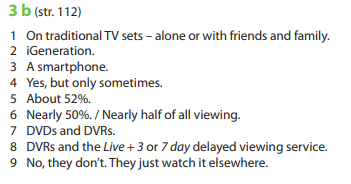 3 b (str. 112)
1 On traditional TV sets – alone or with friends and family.
2 iGeneration.
3 A smartphone.
4 Yes, but only sometimes.
5 About 52%.
6 Nearly 50%. / Nearly half of all viewing.
7 DVDs and DVRs.
8 DVRs and the Live + 3 or 7 day delayed viewing service.
9 No, they don't. They just watch it elsewhere.